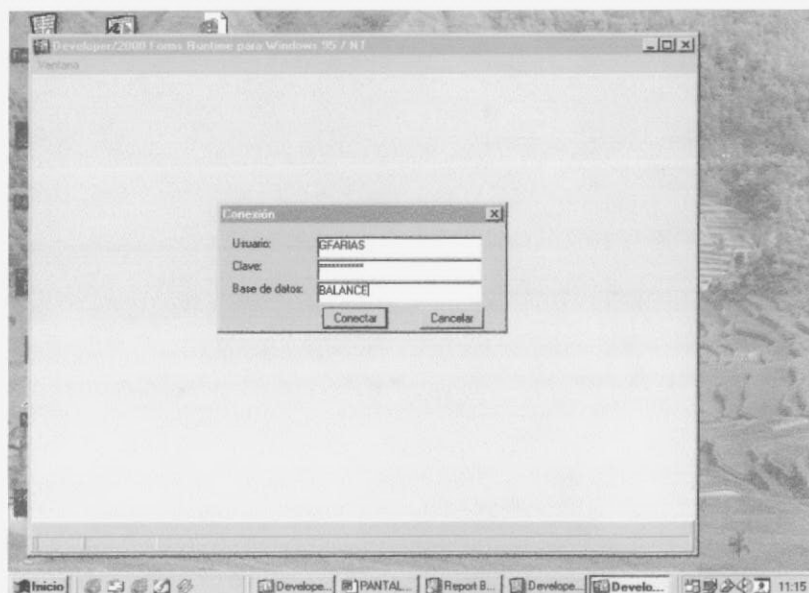 Developer/2000 Forms Runtime para Windows 95 / NT
Ventana
Conexión
Usuario: GFARIAS
Clave: **********
Base de datos: BALANCE
Conectar Cancelar
Inicio Develope... PANTAL... Report B... Develope... Develo... 11:15